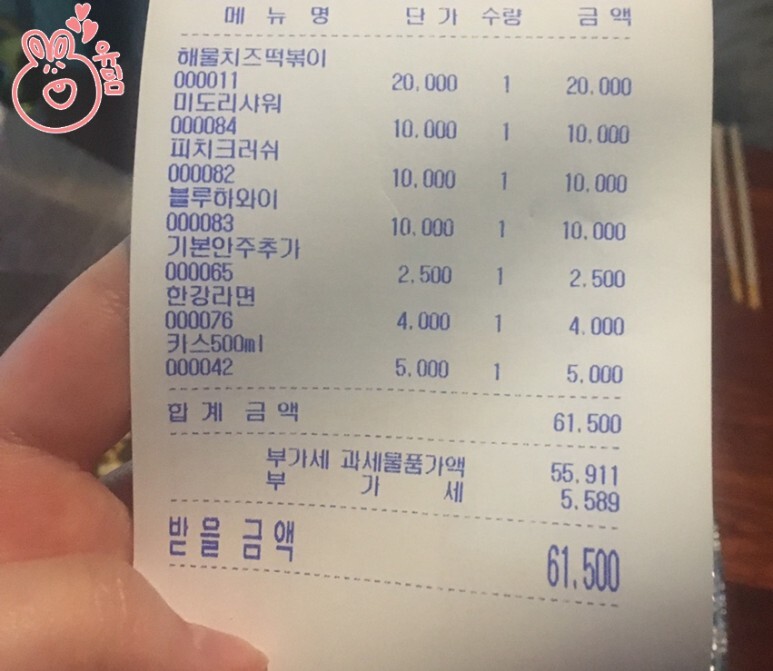 유림
메 뉴 명 단 가 수량 금 액
해물치즈떡볶이
000011 20,000 1 20,000
미도리샤워
000084 10,000 1 10,000
피치크러쉬
000082 10,000 1 10,000
블루하와이
000083 10,000 1 10,000
기본안주추가
000065 2,500 1 2,500
한강라면
000076 4,000 1 4,000
카스500ml
000042 5,000 1 5,000
합 계 금 액 61,500
부가세 과세물품가액 55,911
부 가 세 5,589
받 을 금 액 61,500